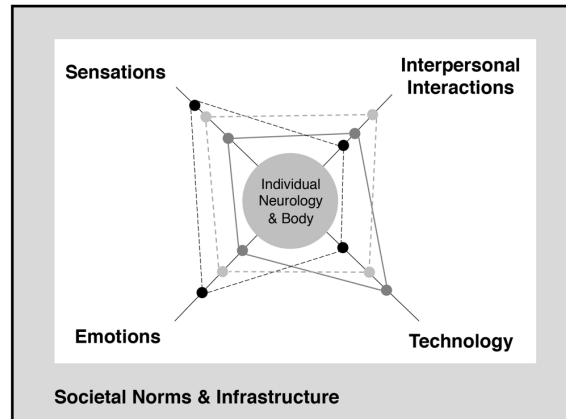 Sensations
Interpersonal
Interactions
Individual
Neurology
& Body
Emotions
Technology
Societal Norms & Infrastructure